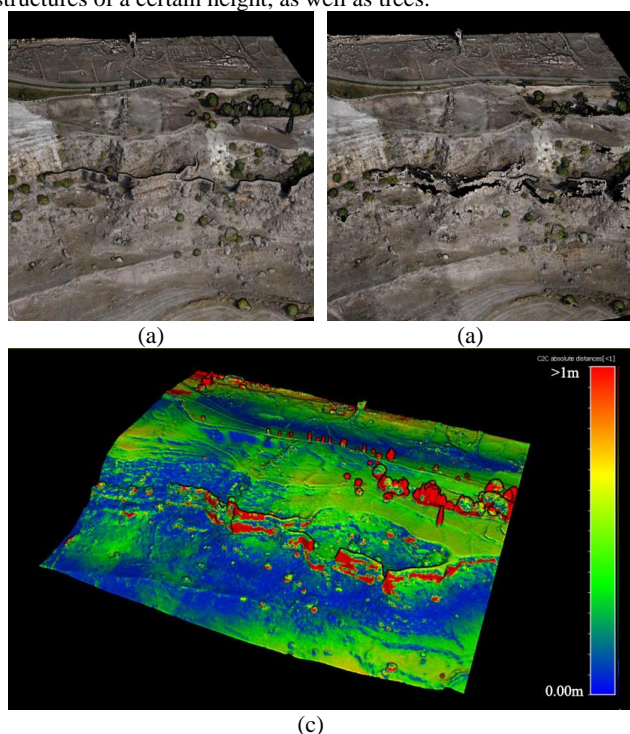 structures of a certain height, as well as trees.
(a)
(a)
C2C absolute distances[<1]
>1m
0.00m
(c)